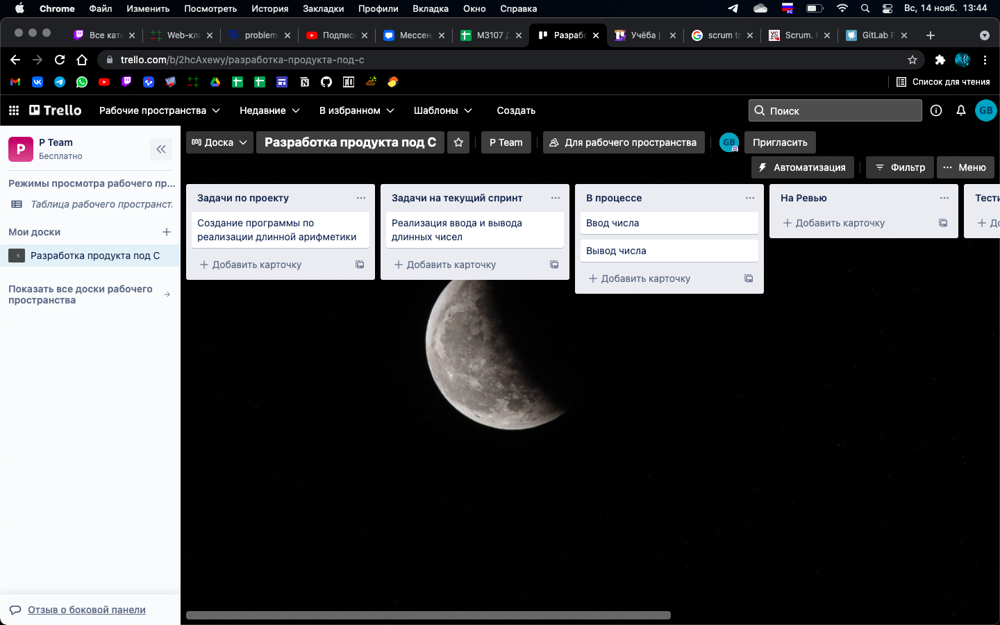 Chrome Файл Изменить Посмотреть История Закладки Профили Вкладка Окно Справка Вс, 14 нояб. 13:44
Все кат Web-кл problem Подпис Мессен M3107 Разраб Учёба | scrum t Scrum. GitLab F
trello.com/b/2hcAxewy/разработка-продукта-под-с
Список для чтения
Trello Рабочие пространства Недавние В избранном Шаблоны Создать Поиск GB
P P Team
Бесплатно
Доска Разработка продукта под С P Team Для рабочего пространства GB Пригласить
Автоматизация Фильтр ... Меню
Режимы просмотра рабочего пр...
Таблица рабочего пространст
Мои доски
Разработка продукта под С
Показать все доски рабочего
пространства
Задачи по проекту
Создание программы по
реализации длинной арифметики
+ Добавить карточку
Задачи на текущий спринт
Реализация ввода и вывода
длинных чисел
+ Добавить карточку
В процессе
Ввод числа
Вывод числа
+ Добавить карточку
На Ревью
+ Добавить карточку
Тести
+ До
Отзыв о боковой панели